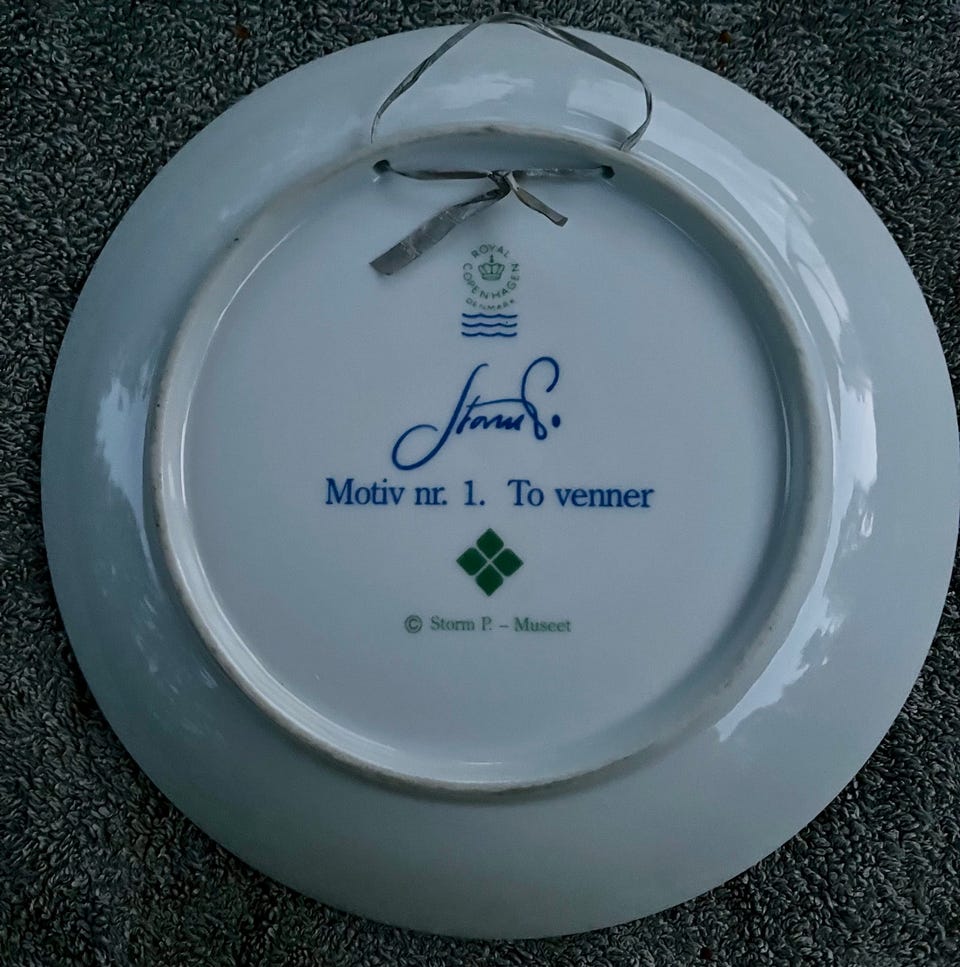 ROYAL COPENHAGEN
DENMARK
Storm P.
Motiv nr. 1. To venner
© Storm P. – Museet